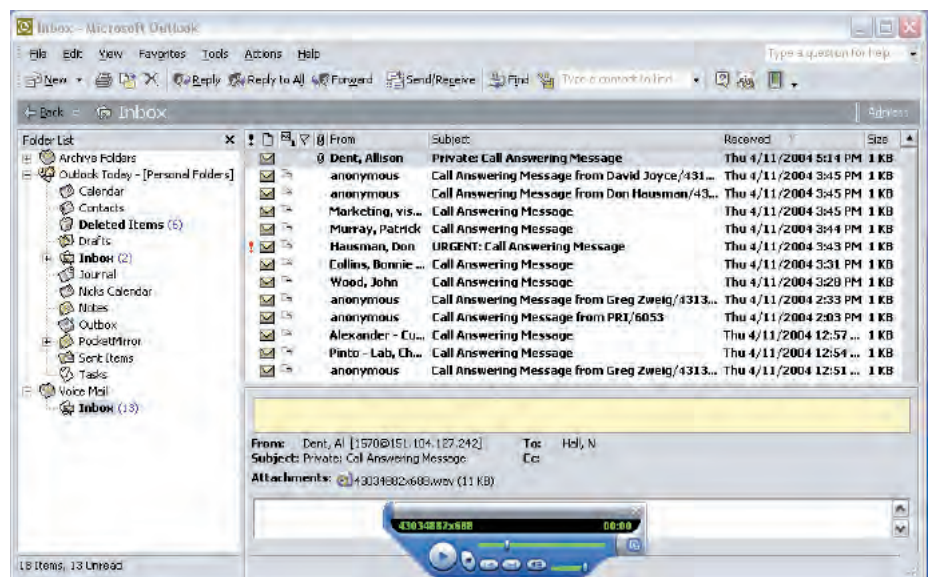 Inbox - Microsoft Outlook
File Edit View Favorites Tools Actions Help Type a question for help
New Reply Reply to All Forward Send/Receive Find Type a contact to find
Back Inbox Address
Folder List
From Subject Received Size
Archive Folders
Outlook Today - [Personal Folders]
Calendar
Contacts
Deleted Items (6)
Drafts
Inbox (2)
Journal
Nicks Calendar
Notes
Outbox
PocketMirror
Sent Items
Tasks
Voice Mail
Inbox (13)
Dent, Allison Private: Call Answering Message Thu 4/11/2004 5:14 PM 1 KB
anonymous Call Answering Message from David Joyce/431... Thu 4/11/2004 3:45 PM 1 KB
anonymous Call Answering Message from Don Hausman/43... Thu 4/11/2004 3:45 PM 1 KB
Marketing, vis... Call Answering Message Thu 4/11/2004 3:45 PM 1 KB
Murray, Patrick Call Answering Message Thu 4/11/2004 3:44 PM 1 KB
Hausman, Don URGENT: Call Answering Message Thu 4/11/2004 3:43 PM 1 KB
Collins, Bonnie ... Call Answering Message Thu 4/11/2004 3:31 PM 1 KB
Wood, John Call Answering Message Thu 4/11/2004 3:28 PM 1 KB
anonymous Call Answering Message from Greg Zweig/4313... Thu 4/11/2004 2:33 PM 1 KB
anonymous Call Answering Message from PRI/6053 Thu 4/11/2004 2:03 PM 1 KB
Alexander - Cu... Call Answering Message Thu 4/11/2004 12:57 ... 1 KB
Pinto - Lab, Ch... Call Answering Message Thu 4/11/2004 12:54 ... 1 KB
anonymous Call Answering Message from Greg Zweig/4313... Thu 4/11/2004 12:51 ... 1 KB
From: Dent, Al [1570@151.104.127.242] To: Hall, N
Subject: Private: Call Answering Message Cc:
Attachments: 43034882x688.wav (11 KB)
43034882x688 00:00
18 Items, 13 Unread